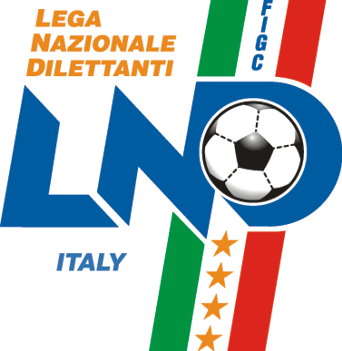 LEGA
NAZIONALE
DILETTANTI
FIGC
LND
ITALY